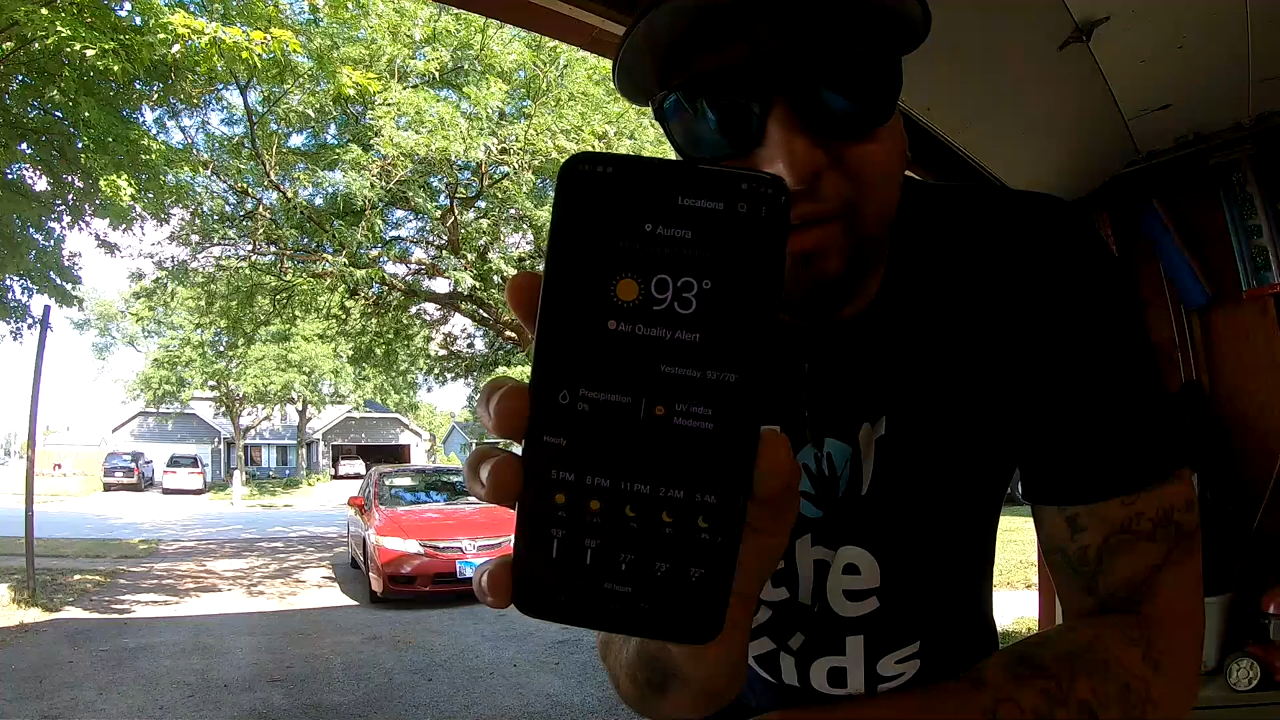 Locations
Aurora
93°
Air Quality Alert
Yesterday 93°/70°
Precipitation
0%
UV index
Moderate
Hourly
5 PM 8 PM 11 PM 2 AM 5 AM
93° 88° 77° 73° 72°
48 hours
the
Kids